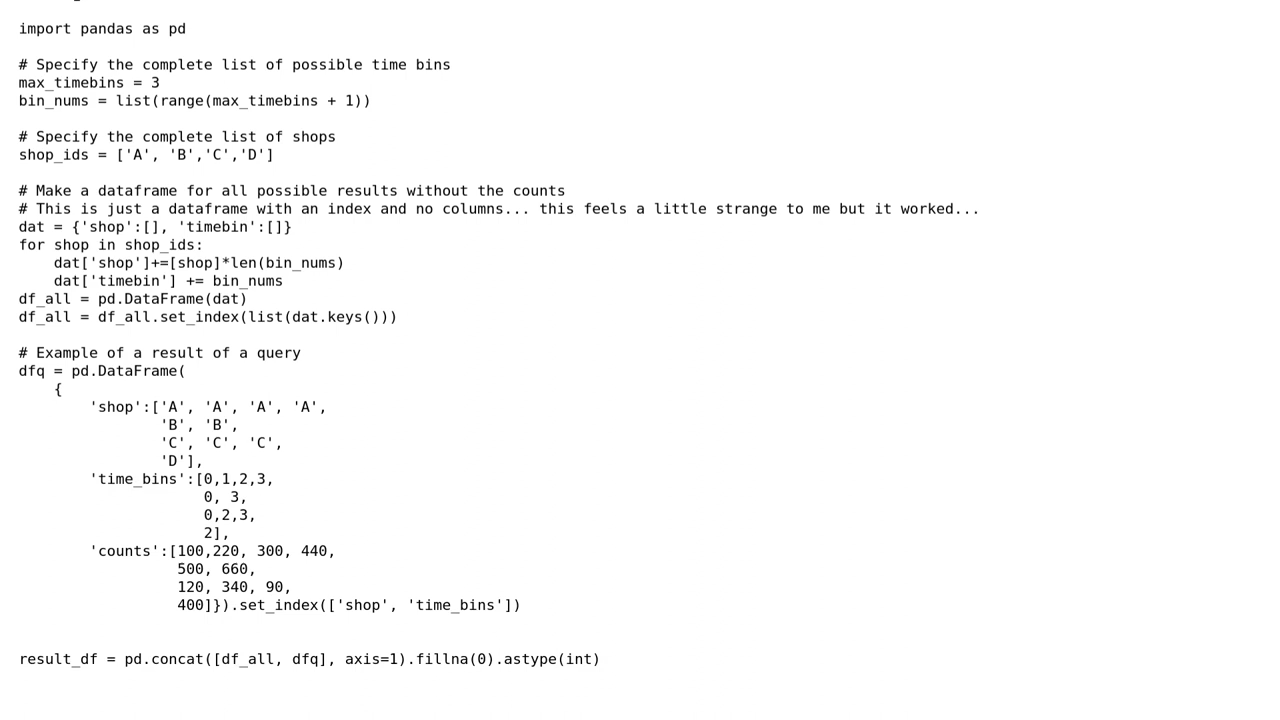 import pandas as pd
# Specify the complete list of possible time bins
max_timebins = 3
bin_nums = list(range(max_timebins + 1))
# Specify the complete list of shops
shop_ids = ['A', 'B','C','D']
# Make a dataframe for all possible results without the counts
# This is just a dataframe with an index and no columns... this feels a little strange to me but it worked...
dat = {'shop':[], 'timebin':[]}
for shop in shop_ids:
    dat['shop']+=[shop]*len(bin_nums)
    dat['timebin'] += bin_nums
df_all = pd.DataFrame(dat)
df_all = df_all.set_index(list(dat.keys()))
# Example of a result of a query
dfq = pd.DataFrame(
    {
        'shop':['A', 'A', 'A', 'A',
                'B', 'B',
                'C', 'C', 'C',
                'D'],
        'time_bins':[0,1,2,3,
                     0, 3,
                     0,2,3,
                     2],
        'counts':[100,220, 300, 440,
                  500, 660,
                  120, 340, 90,
                  400]}).set_index(['shop', 'time_bins'])
result_df = pd.concat([df_all, dfq], axis=1).fillna(0).astype(int)